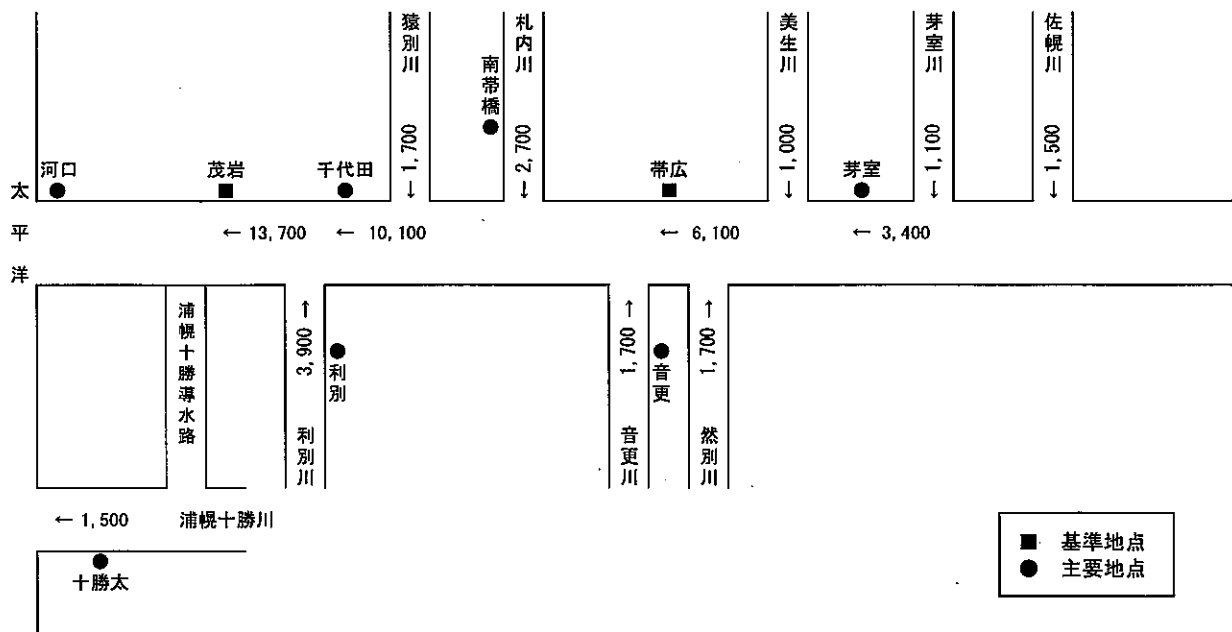 猿別川
← 1,700
南帯橋
札内川
← 2,700
美生川
← 1,000
芽室川
← 1,100
佐幌川
← 1,500
河口
茂岩
千代田
帯広
芽室
太平洋
← 13,700
← 10,100
← 6,100
← 3,400
浦幌十勝導水路
3,900 →
利別川
利別
1,700 →
音更川
音更
1,700 →
然別川
← 1,500
浦幌十勝川
十勝太
■ 基準地点
● 主要地点